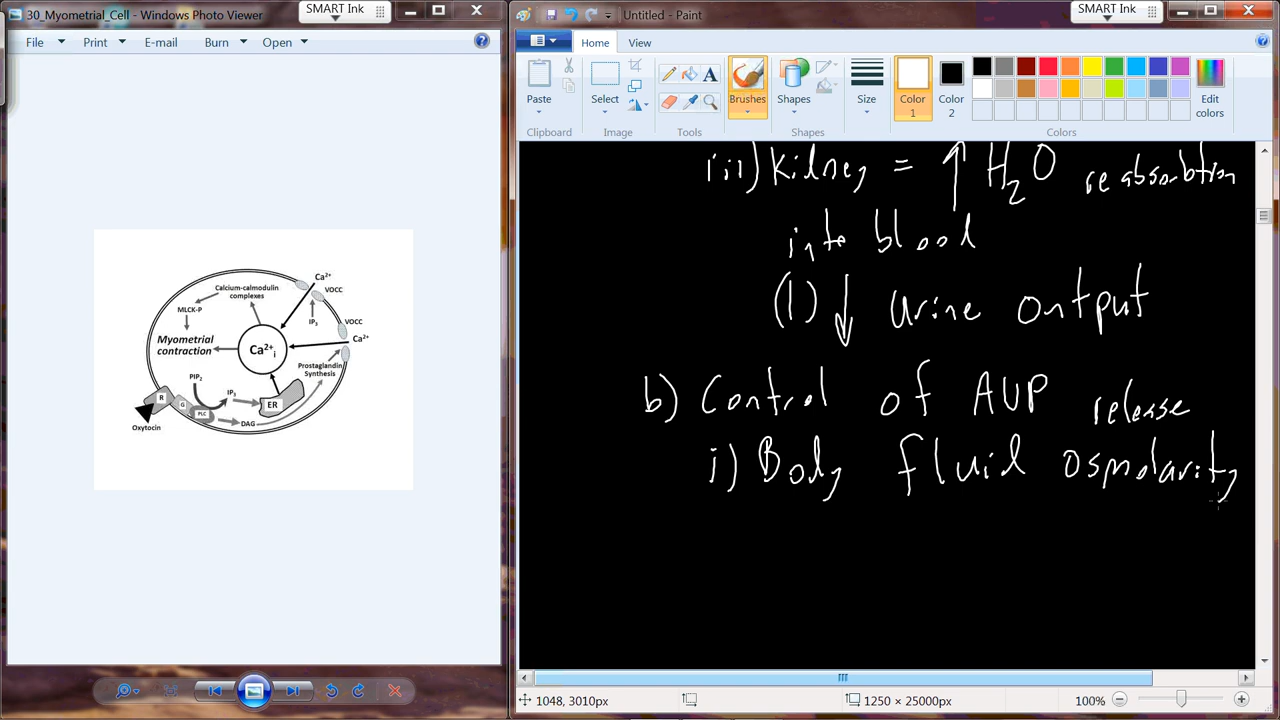 30_Myometrial_Cell - Windows Photo Viewer
SMART Ink
File Print E-mail Burn Open
Ca²⁺
Calcium-calmodulin
complexes
VOCC
MLCK-P
IP₃
VOCC
Ca²⁺
Myometrial
contraction
Ca²⁺ᵢ
Prostaglandin
Synthesis
PIP₂
IP₃
R
G
PLC
ER
DAG
Oxytocin
Untitled - Paint
SMART Ink
Home View
Paste
Select
Brushes
Shapes
Size
Color
1
Color
2
Edit
colors
Clipboard
Image
Tools
Shapes
Colors
iii) Kidney = ↑ H₂O reabsorbtion
into blood
(1) ↓ urine output
b) Control of AVP release
i) Body fluid osmolarity
1048, 3010px
1250 × 25000px
100%